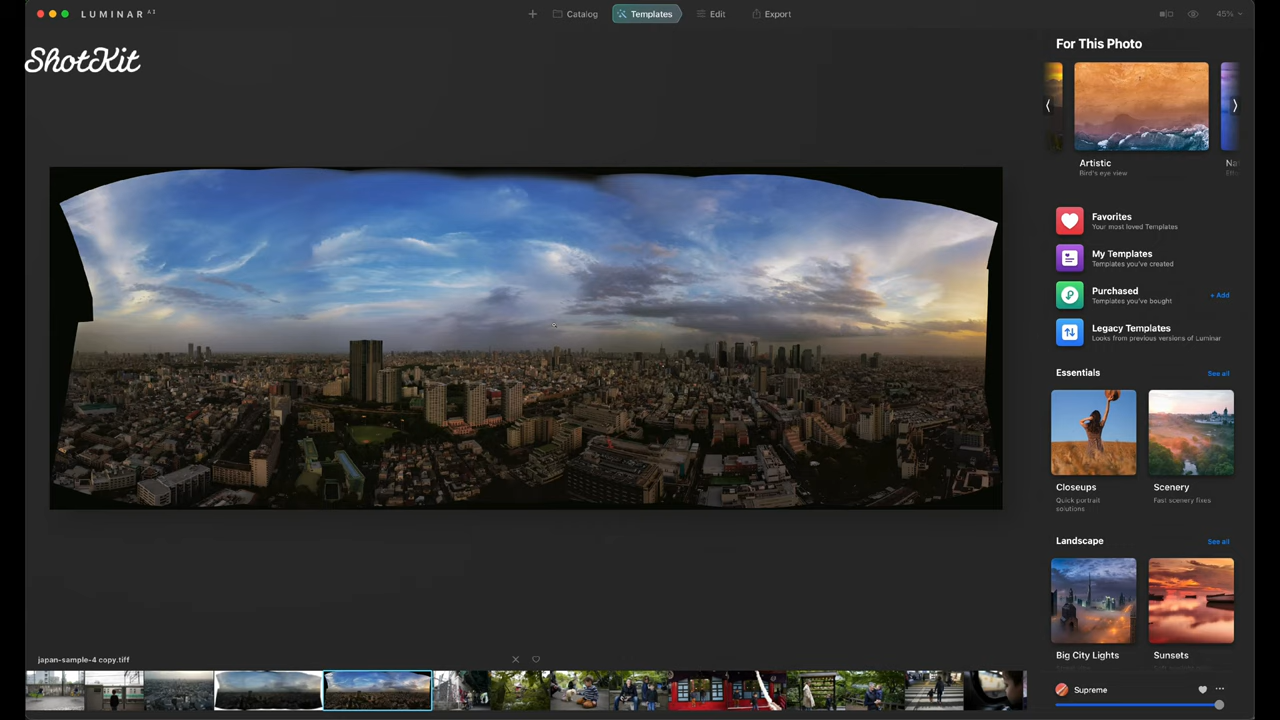 LUMINAR AI
Catalog
Templates
Edit
Export
45%
ShotKit
For This Photo
Artistic
Bird's eye view
Na
Favorites
Your most loved Templates
My Templates
Templates you've created
Purchased
Templates you've bought
+ Add
Legacy Templates
Looks from previous versions of Luminar
Essentials
See all
Closeups
Quick portrait
solutions
Scenery
Fast scenery fixes
Landscape
See all
Big City Lights
Sunsets
japan-sample-4 copy.tiff
Supreme